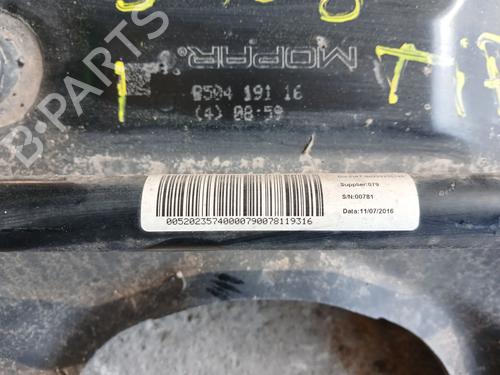 MOPAR®
8504 191 16
(4) 08:59
Supplier:079
S/N:00781
Data:11/07/2016
00520235740000790078119316
B-PARTS